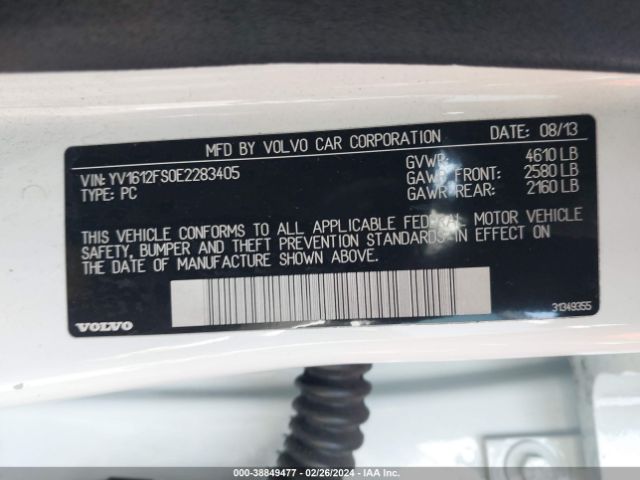 MFD BY VOLVO CAR CORPORATION DATE: 08/13
VIN: YV1612FS0E2283405 GVWR: 4610 LB
TYPE: PC GAWR FRONT: 2580 LB
GAWR REAR: 2160 LB
THIS VEHICLE CONFORMS TO ALL APPLICABLE FEDERAL MOTOR VEHICLE
SAFETY, BUMPER AND THEFT PREVENTION STANDARDS IN EFFECT ON
THE DATE OF MANUFACTURE SHOWN ABOVE.
31349355
VOLVO
000-38849477 - 02/26/2024 - IAA Inc.